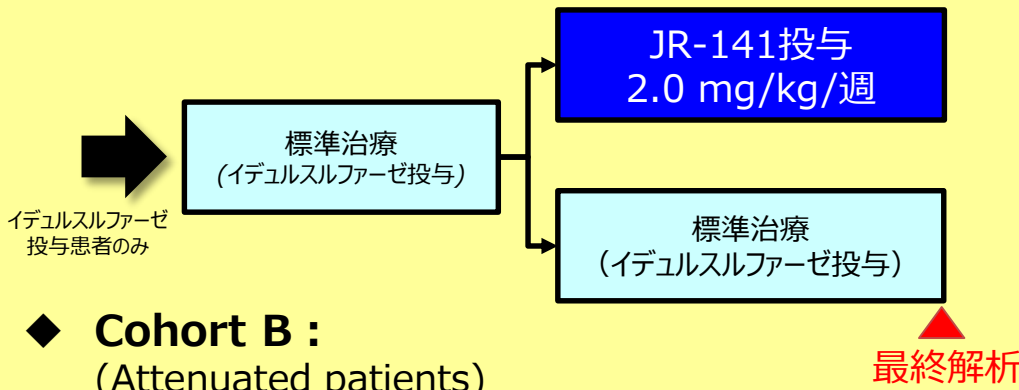 JR-141投与
2.0 mg/kg/週
標準治療
(イデュルスルファーゼ投与)
イデュルスルファーゼ
投与患者のみ
標準治療
（イデュルスルファーゼ投与）
◆ Cohort B :
(Attenuated patients)
最終解析